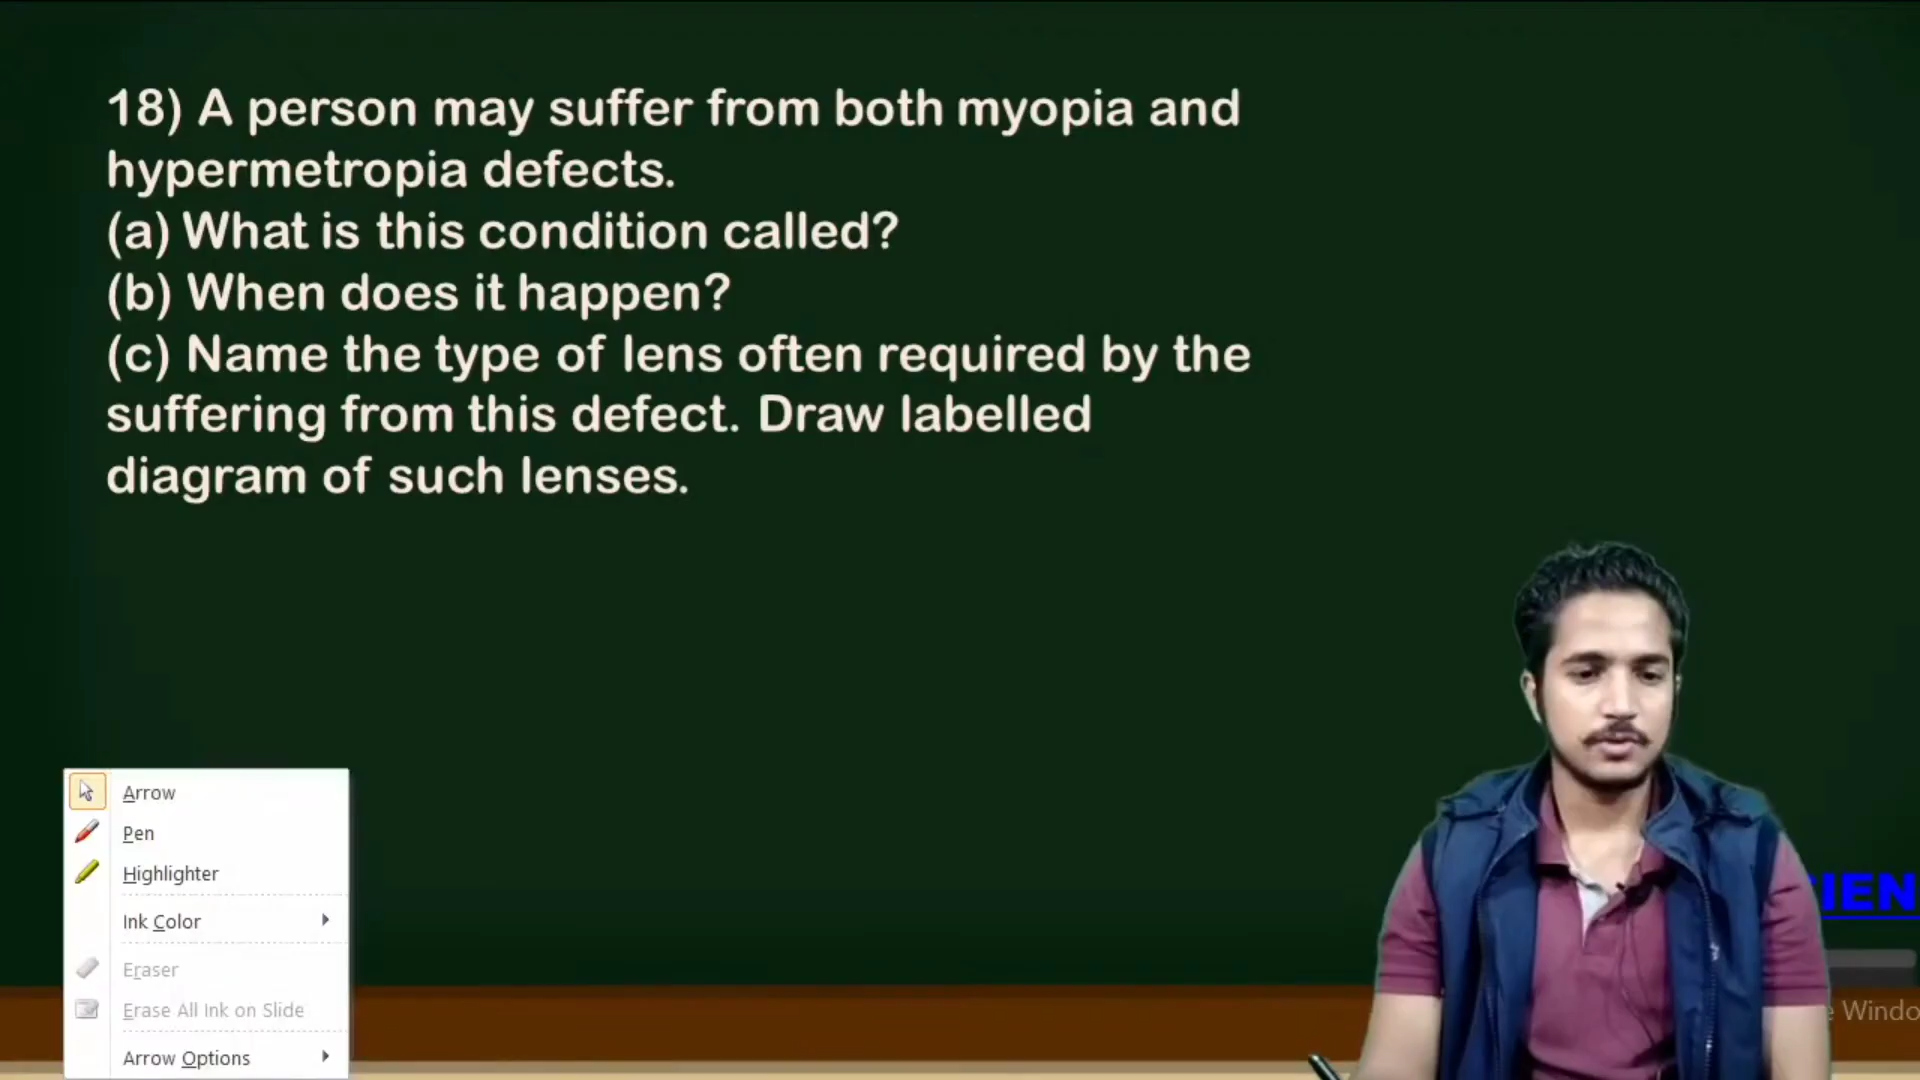 18) A person may suffer from both myopia and
hypermetropia defects.
(a) What is this condition called?
(b) When does it happen?
(c) Name the type of lens often required by the
suffering from this defect. Draw labelled
diagram of such lenses.
Arrow
Pen
Highlighter
Ink Color
Eraser
Erase All Ink on Slide
Arrow Options